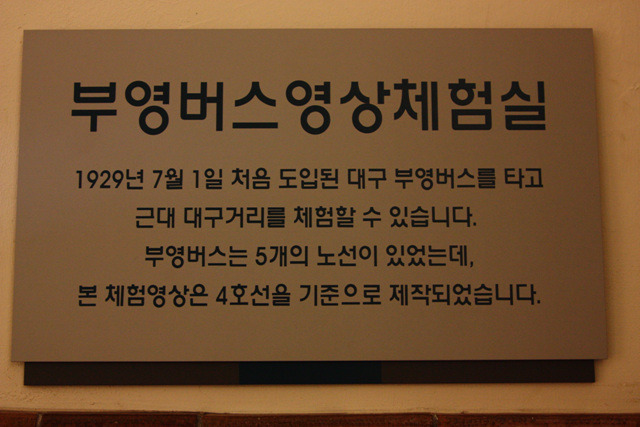 부영버스영상체험실
1929년 7월 1일 처음 도입된 대구 부영버스를 타고
근대 대구거리를 체험할 수 있습니다.
부영버스는 5개의 노선이 있었는데,
본 체험영상은 4호선을 기준으로 제작되었습니다.